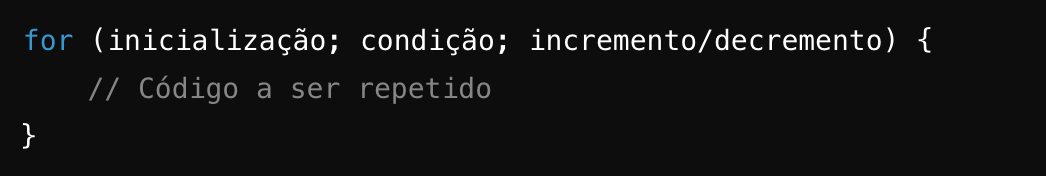 for (inicialização; condição; incremento/decremento) {
// Código a ser repetido
}